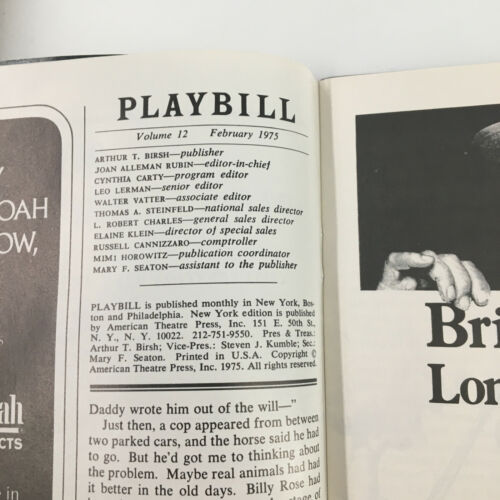 PLAYBILL
Volume 12 February 1975
ARTHUR T. BIRSH—publisher
JOAN ALLEMAN RUBIN—editor-in-chief
CYNTHIA CARTY—program editor
LEO LERMAN—senior editor
WALTER VATTER—associate editor
THOMAS A. STEINFELD—national sales director
L. ROBERT CHARLES—general sales director
ELAINE KLEIN—director of special sales
RUSSELL CANNIZZARO—comptroller
MIMI HOROWITZ—publication coordinator
MARY F. SEATON—assistant to the publisher
PLAYBILL is published monthly in New York, Bos-
ton and Philadelphia. New York edition is published
by American Theatre Press, Inc. 151 E. 50th St.,
N. Y., N. Y. 10022. 212-751-9550. Pres & Treas.:
Arthur T. Birsh; Vice-Pres.: Steven J. Kumble; Sec.:
Mary F. Seaton. Printed in U.S.A. Copyright ©
American Theatre Press, Inc. 1975. All rights reserved.
Daddy wrote him out of the will—"
Just then, a cop appeared from between
two parked cars, and the horse said he had
to go. But he'd got me to thinking about
the problem. Maybe real animals had had
it better in the old days. Billy Rose had
Y
OAH
OW,
ah
CTS
in
Bri
Lon